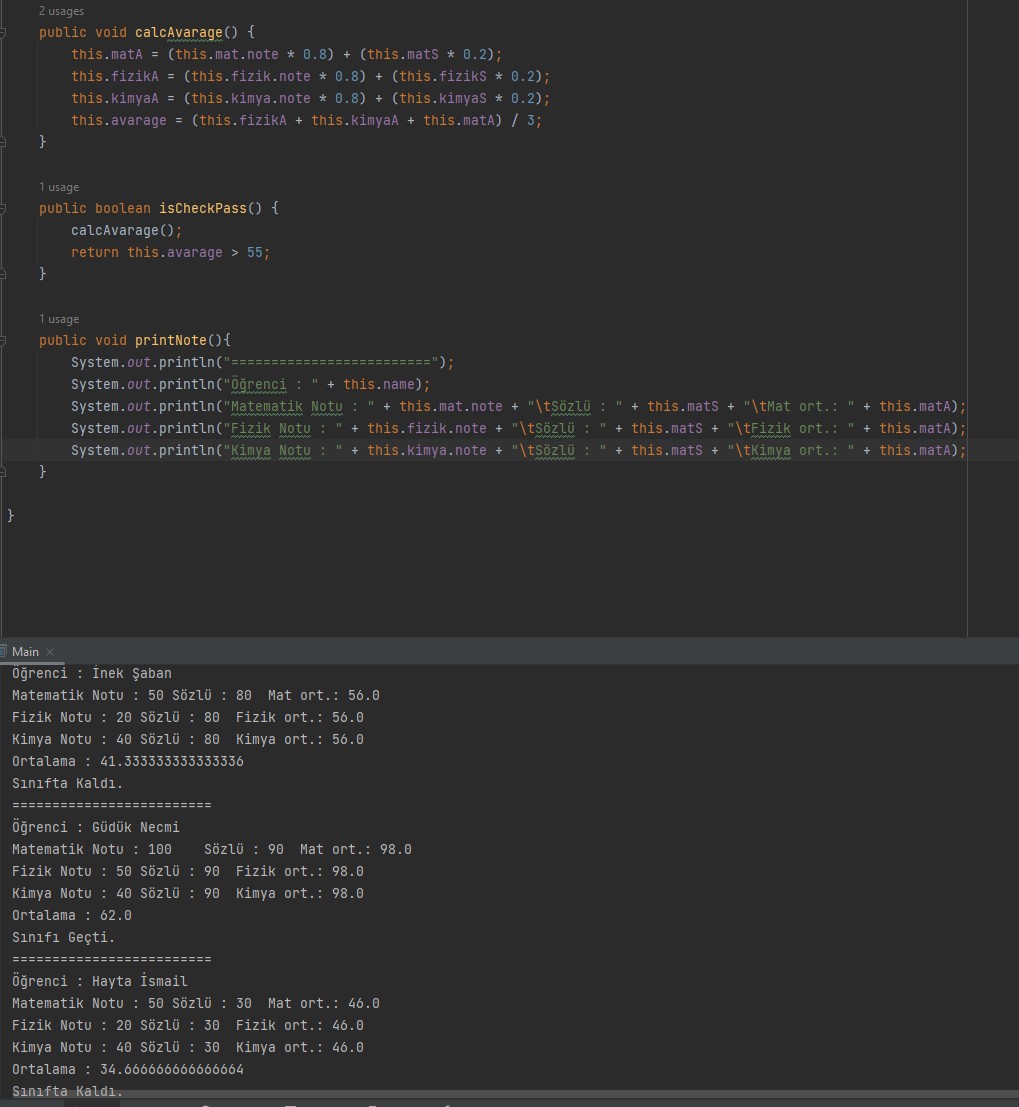 2 usages
public void calcAvarage() {
this.matA = (this.mat.note * 0.8) + (this.matS * 0.2);
this.fizikA = (this.fizik.note * 0.8) + (this.fizikS * 0.2);
this.kimyaA = (this.kimya.note * 0.8) + (this.kimyaS * 0.2);
this.avarage = (this.fizikA + this.kimyaA + this.matA) / 3;
}
1 usage
public boolean isCheckPass() {
calcAvarage();
return this.avarage > 55;
}
1 usage
public void printNote(){
System.out.println("=========================");
System.out.println("Öğrenci : " + this.name);
System.out.println("Matematik Notu : " + this.mat.note + "\tSözlü : " + this.matS + "\tMat ort.: " + this.matA);
System.out.println("Fizik Notu : " + this.fizik.note + "\tSözlü : " + this.matS + "\tFizik ort.: " + this.matA);
System.out.println("Kimya Notu : " + this.kimya.note + "\tSözlü : " + this.matS + "\tKimya ort.: " + this.matA);
}
}
Main
Öğrenci : İnek Şaban
Matematik Notu : 50 Sözlü : 80  Mat ort.: 56.0
Fizik Notu : 20 Sözlü : 80  Fizik ort.: 56.0
Kimya Notu : 40 Sözlü : 80  Kimya ort.: 56.0
Ortalama : 41.333333333333336
Sınıfta Kaldı.
=========================
Öğrenci : Güdük Necmi
Matematik Notu : 100    Sözlü : 90  Mat ort.: 98.0
Fizik Notu : 50 Sözlü : 90  Fizik ort.: 98.0
Kimya Notu : 40 Sözlü : 90  Kimya ort.: 98.0
Ortalama : 62.0
Sınıfı Geçti.
=========================
Öğrenci : Hayta İsmail
Matematik Notu : 50 Sözlü : 30  Mat ort.: 46.0
Fizik Notu : 20 Sözlü : 30  Fizik ort.: 46.0
Kimya Notu : 40 Sözlü : 30  Kimya ort.: 46.0
Ortalama : 34.666666666666664
Sınıfta Kaldı.